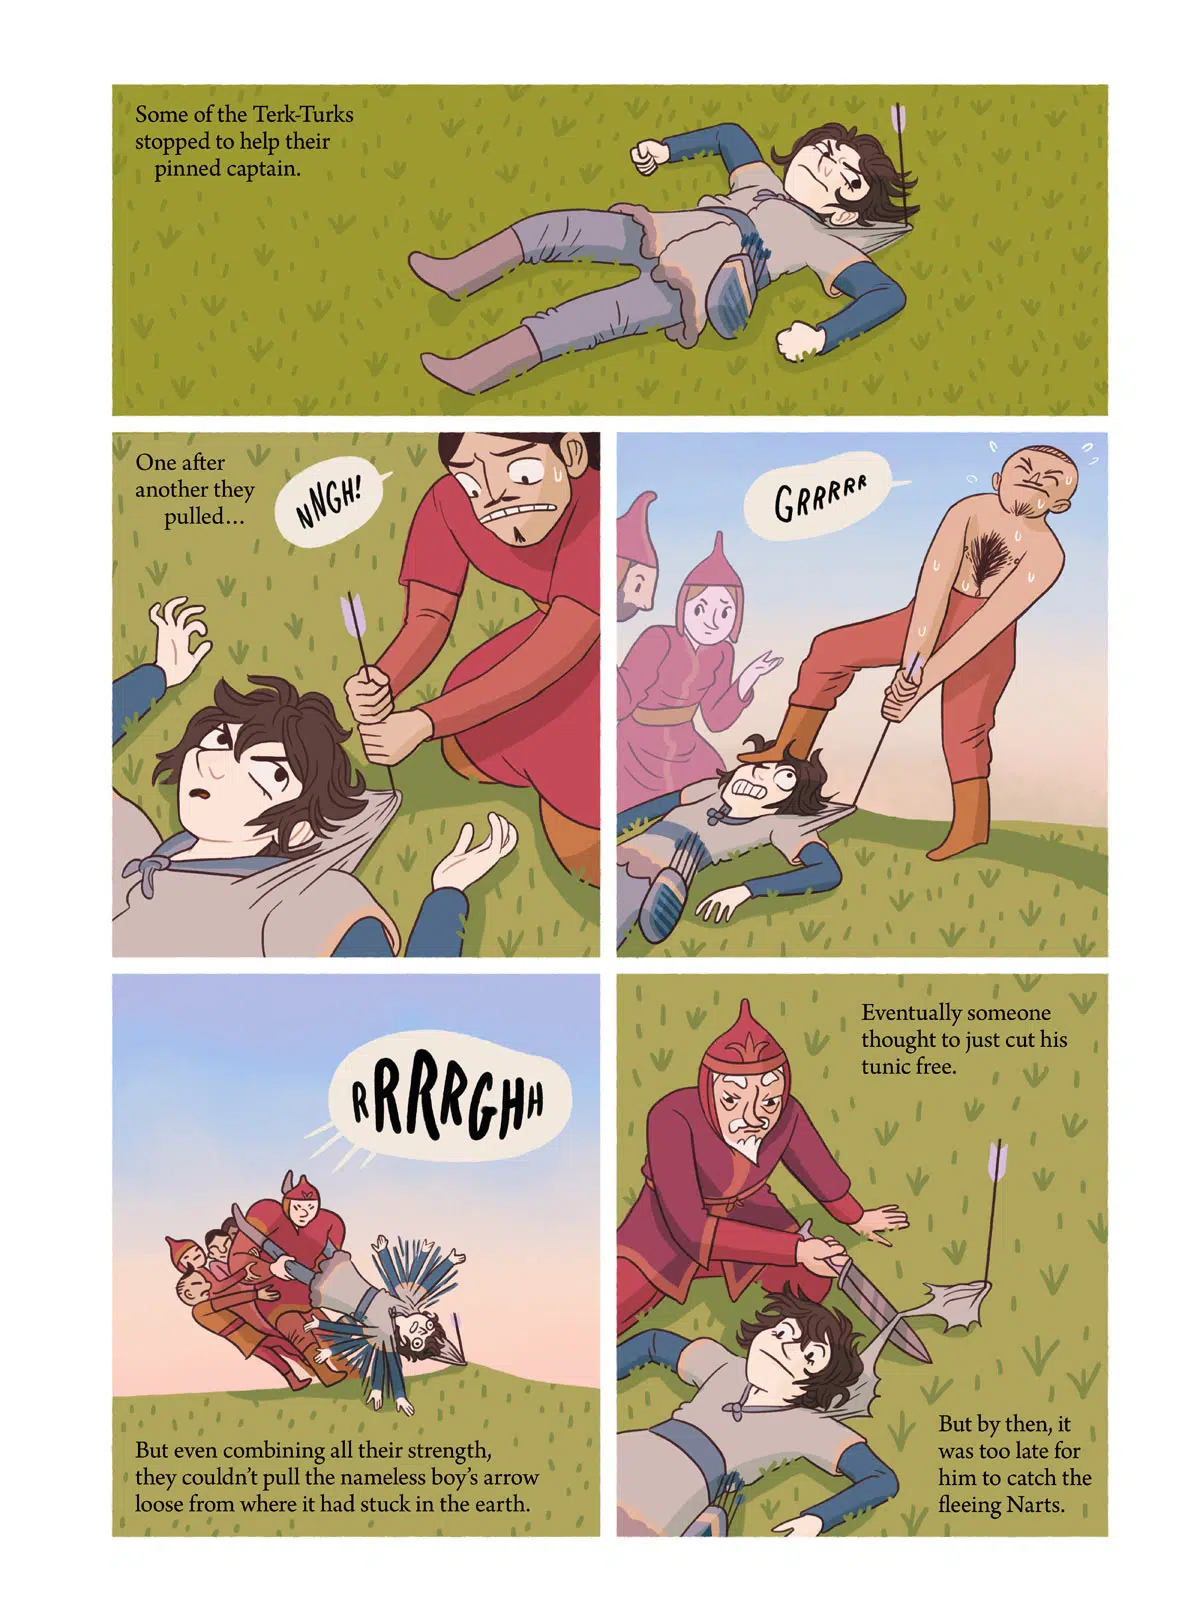 Some of the Terk-Turks
stopped to help their
pinned captain.
One after
another they
pulled...
NNGH!
GRRRRR
RRRRGHH
But even combining all their strength,
they couldn't pull the nameless boy's arrow
loose from where it had stuck in the earth.
Eventually someone
thought to just cut his
tunic free.
But by then, it
was too late for
him to catch the
fleeing Narts.